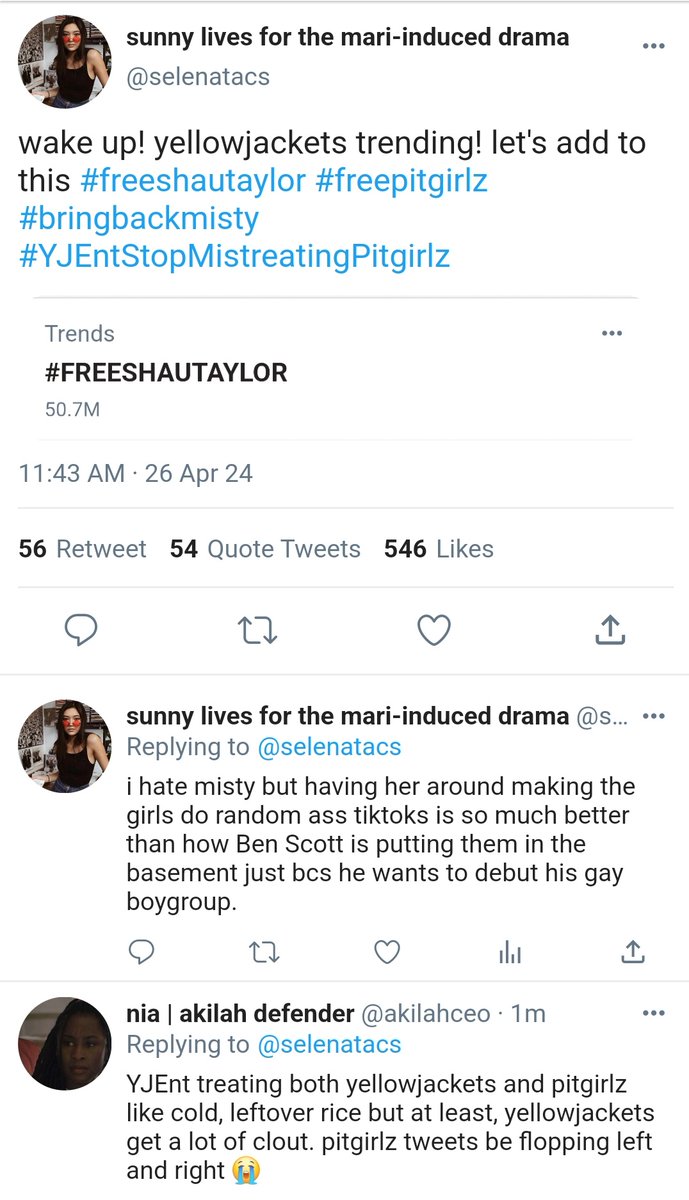 sunny lives for the mari-induced drama
@selenatacs
wake up! yellowjackets trending! let's add to
this #freeshautaylor #freepitgirlz
#bringbackmisty
#YJEntStopMistreatingPitgirlz
Trends
#FREESHAUTAYLOR
50.7M
11:43 AM · 26 Apr 24
56 Retweet 54 Quote Tweets 546 Likes
sunny lives for the mari-induced drama @s...
Replying to @selenatacs
i hate misty but having her around making the
girls do random ass tiktoks is so much better
than how Ben Scott is putting them in the
basement just bcs he wants to debut his gay
boygroup.
nia | akilah defender @akilahceo · 1m
Replying to @selenatacs
YJEnt treating both yellowjackets and pitgirlz
like cold, leftover rice but at least, yellowjackets
get a lot of clout. pitgirlz tweets be flopping left
and right 😭